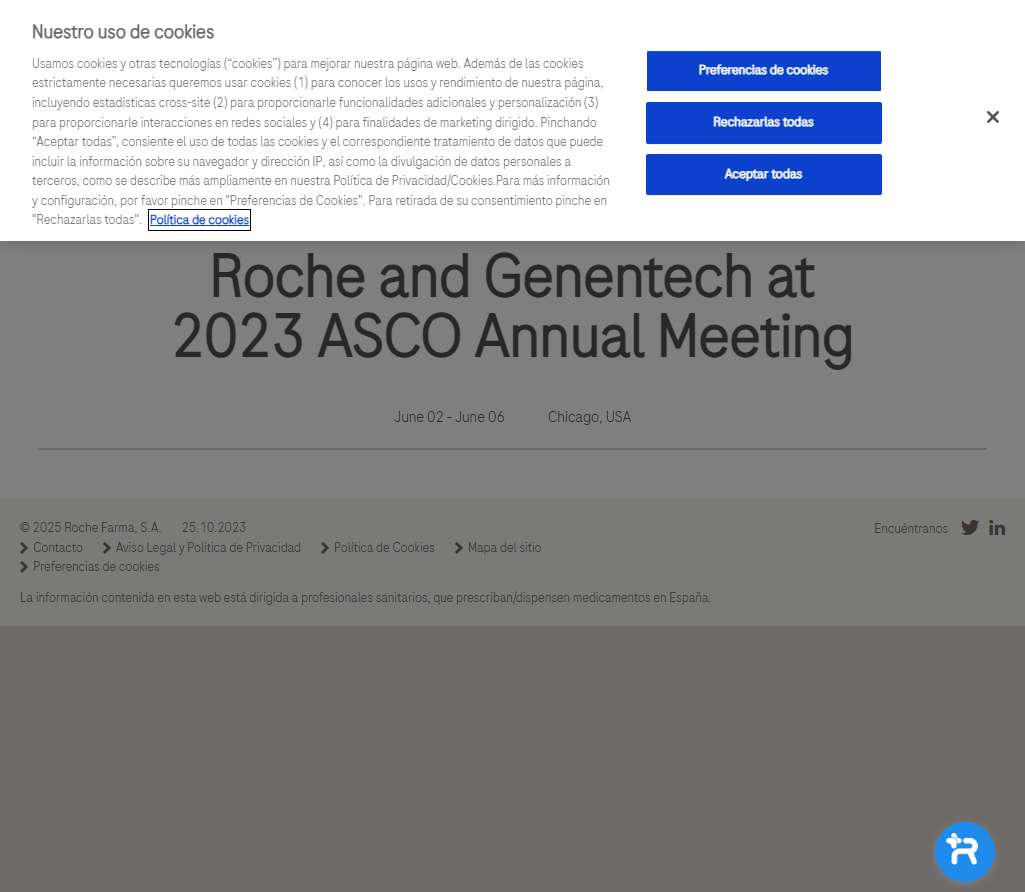 Nuestro uso de cookies
Usamos cookies y otras tecnologías (“cookies”) para mejorar nuestra página web. Además de las cookies
estrictamente necesarias queremos usar cookies (1) para conocer los usos y rendimiento de nuestra página,
incluyendo estadísticas cross-site (2) para proporcionarle funcionalidades adicionales y personalización (3)
para proporcionarle interacciones en redes sociales y (4) para finalidades de marketing dirigido. Pinchando
“Aceptar todas”, consiente el uso de todas las cookies y el correspondiente tratamiento de datos que puede
incluir la información sobre su navegador y dirección IP, así como la divulgación de datos personales a
terceros, como se describe más ampliamente en nuestra Política de Privacidad/Cookies.Para más información
y configuración, por favor pinche en "Preferencias de Cookies". Para retirada de su consentimiento pinche en
"Rechazarlas todas". Política de cookies
Preferencias de cookies
Rechazarlas todas
Aceptar todas
Roche and Genentech at
2023 ASCO Annual Meeting
June 02 - June 06 Chicago, USA
© 2025 Roche Farma, S.A. 25.10.2023
Encuéntranos
Contacto Aviso Legal y Política de Privacidad Política de Cookies Mapa del sitio
Preferencias de cookies
La información contenida en esta web está dirigida a profesionales sanitarios, que prescriban/dispensen medicamentos en España.